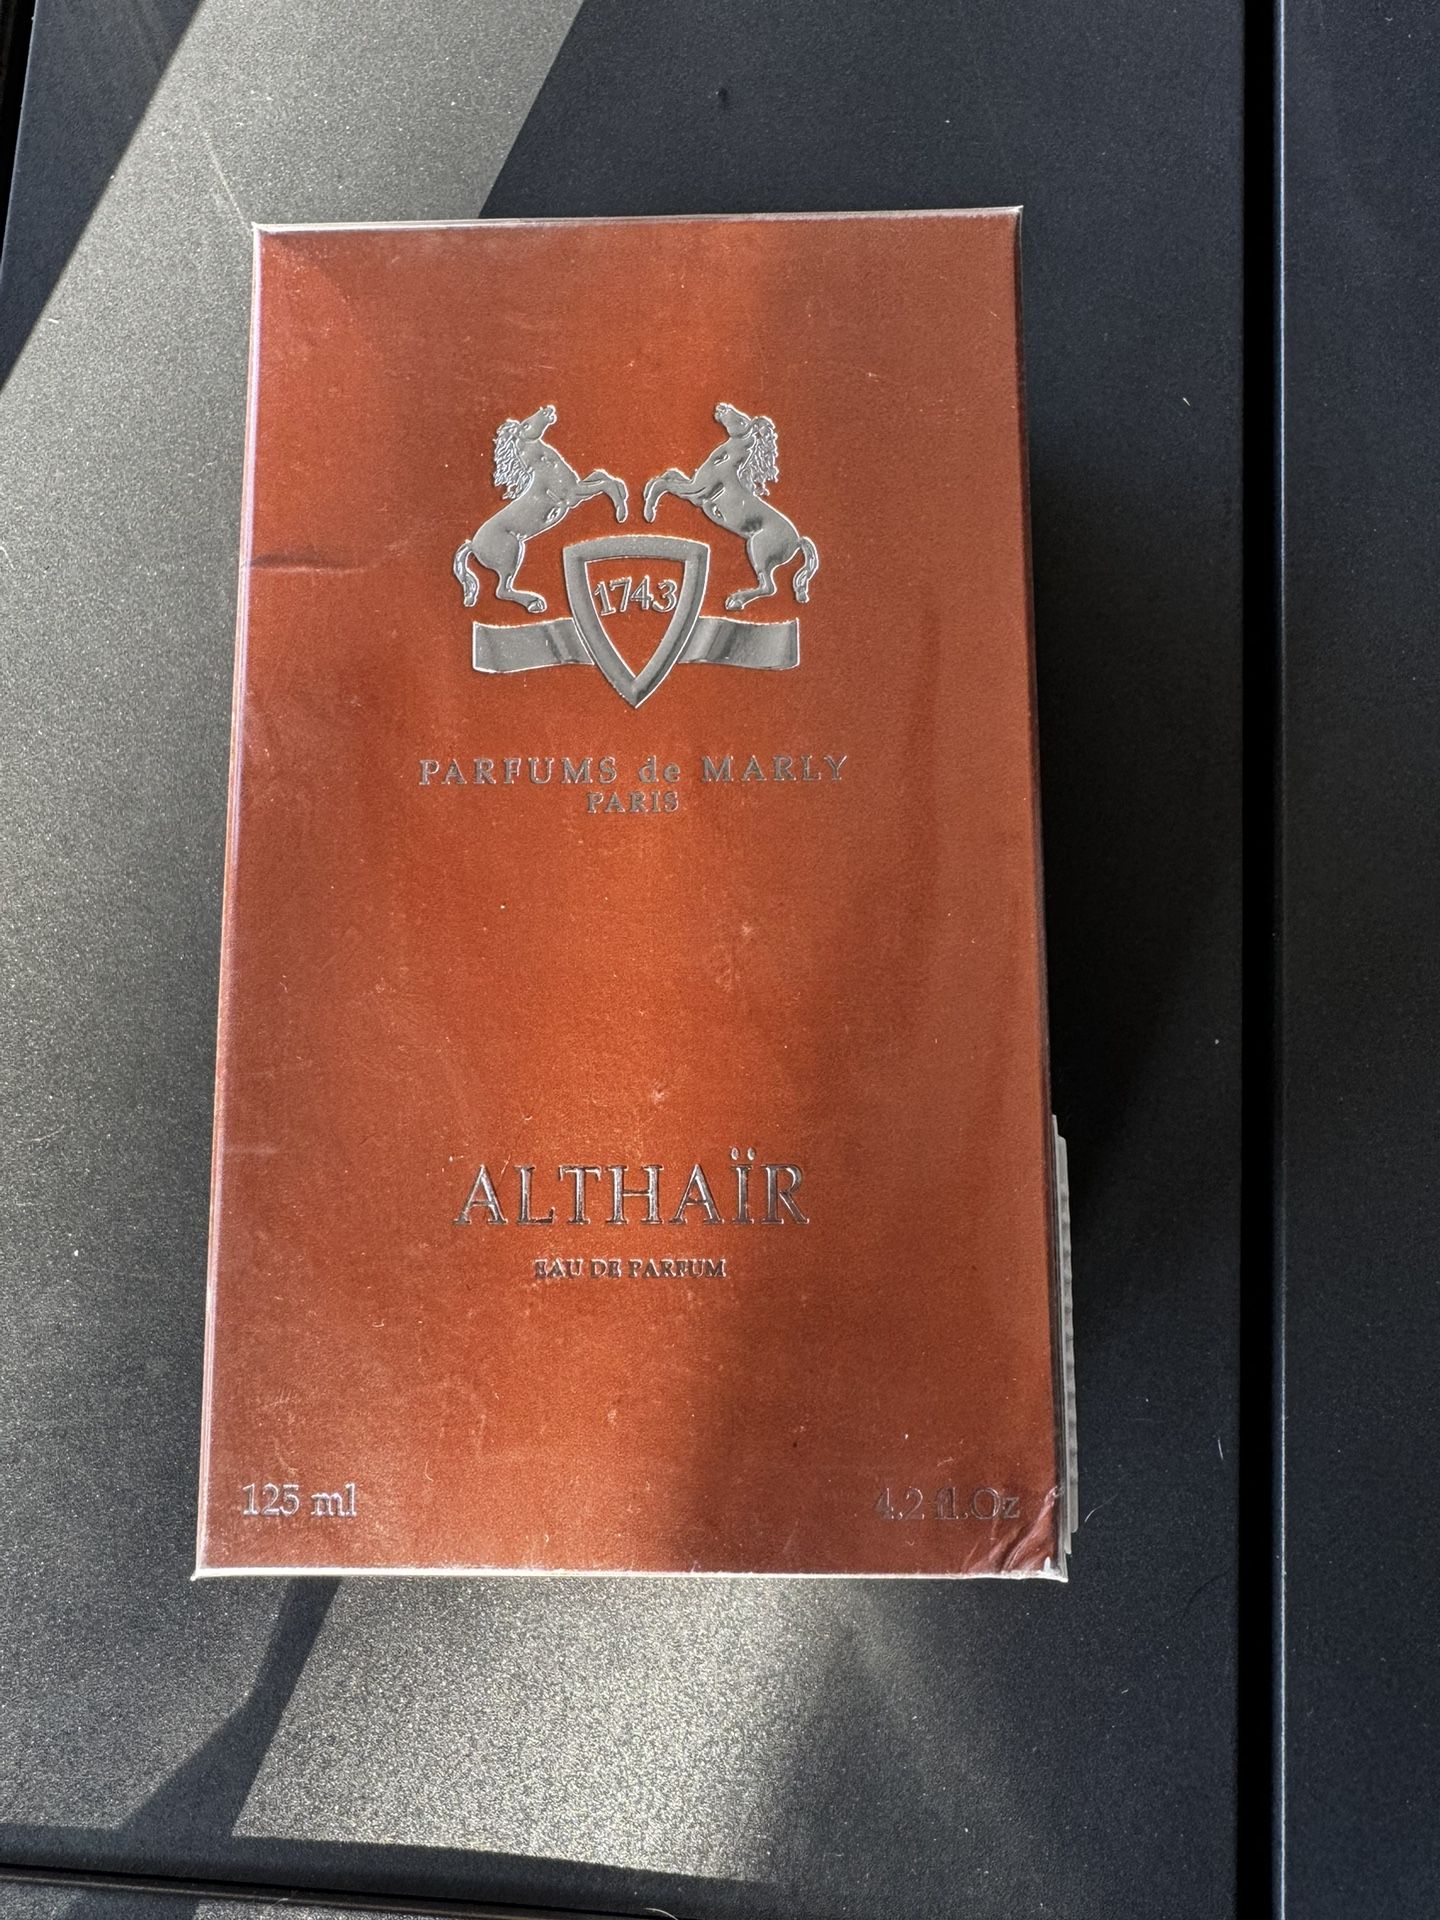 1743
PARFUMS de MARLY
PARIS
ALTHAÏR
EAU DE PARFUM
125 ml 4.2 fl.Oz